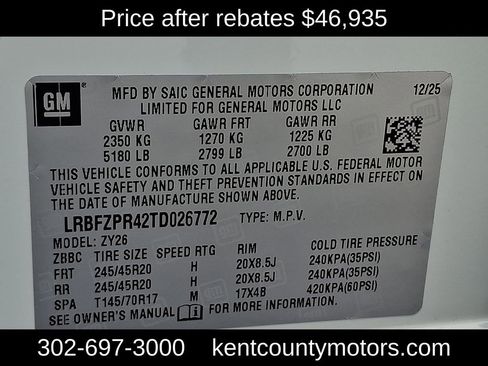 Price after rebates $46,935
GM
MFD BY SAIC GENERAL MOTORS CORPORATION 12/25
LIMITED FOR GENERAL MOTORS LLC
GVWR GAWR FRT GAWR RR
2350 KG 1270 KG 1225 KG
5180 LB 2799 LB 2700 LB
THIS VEHICLE CONFORMS TO ALL APPLICABLE U.S. FEDERAL MOTOR
VEHICLE SAFETY AND THEFT PREVENTION STANDARDS IN EFFECT ON
THE DATE OF MANUFACTURE SHOWN ABOVE.
LRBFZPR42TD026772 TYPE: M.P.V.
MODEL: ZY26
ZBBC TIRE SIZE SPEED RTG RIM COLD TIRE PRESSURE
FRT 245/45R20 H 20X8.5J 240KPA(35PSI)
RR 245/45R20 H 20X8.5J 240KPA(35PSI)
SPA T145/70R17 M 17X4B 420KPA(60PSI)
SEE OWNER'S MANUAL FOR MORE INFORMATION.
302-697-3000 kentcountymotors.com